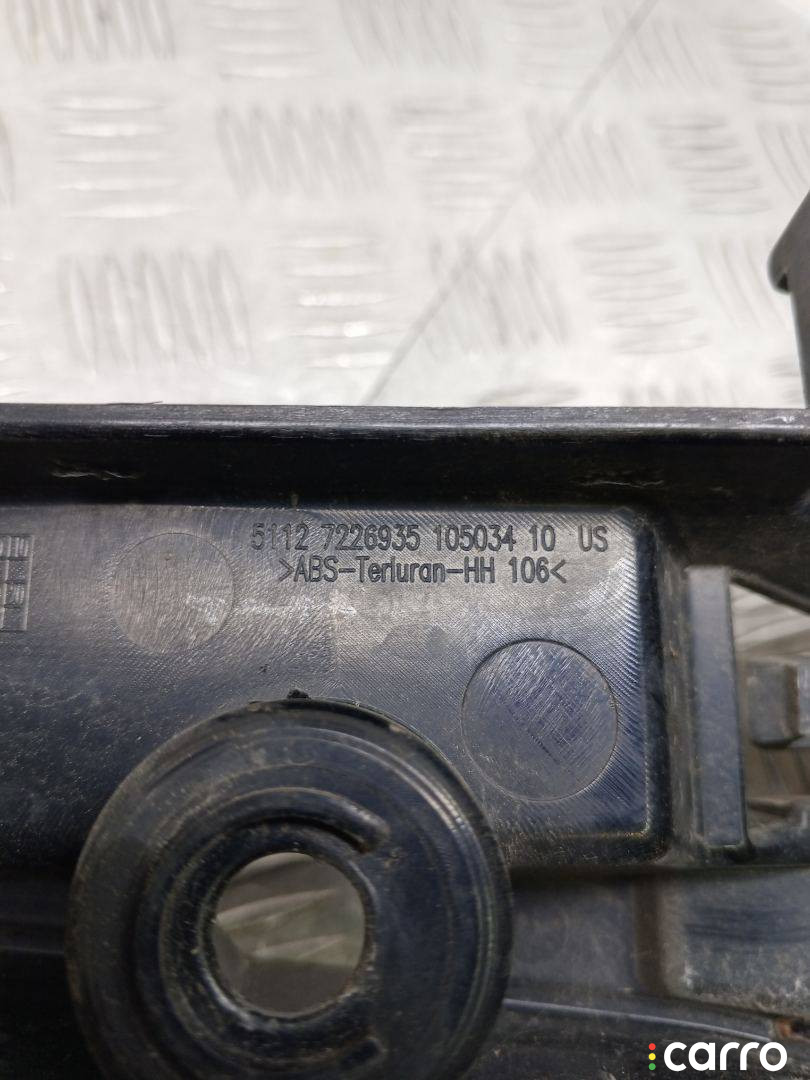 5112 7226935 105034 10 US
>ABS-Terluran-HH 106<
carro